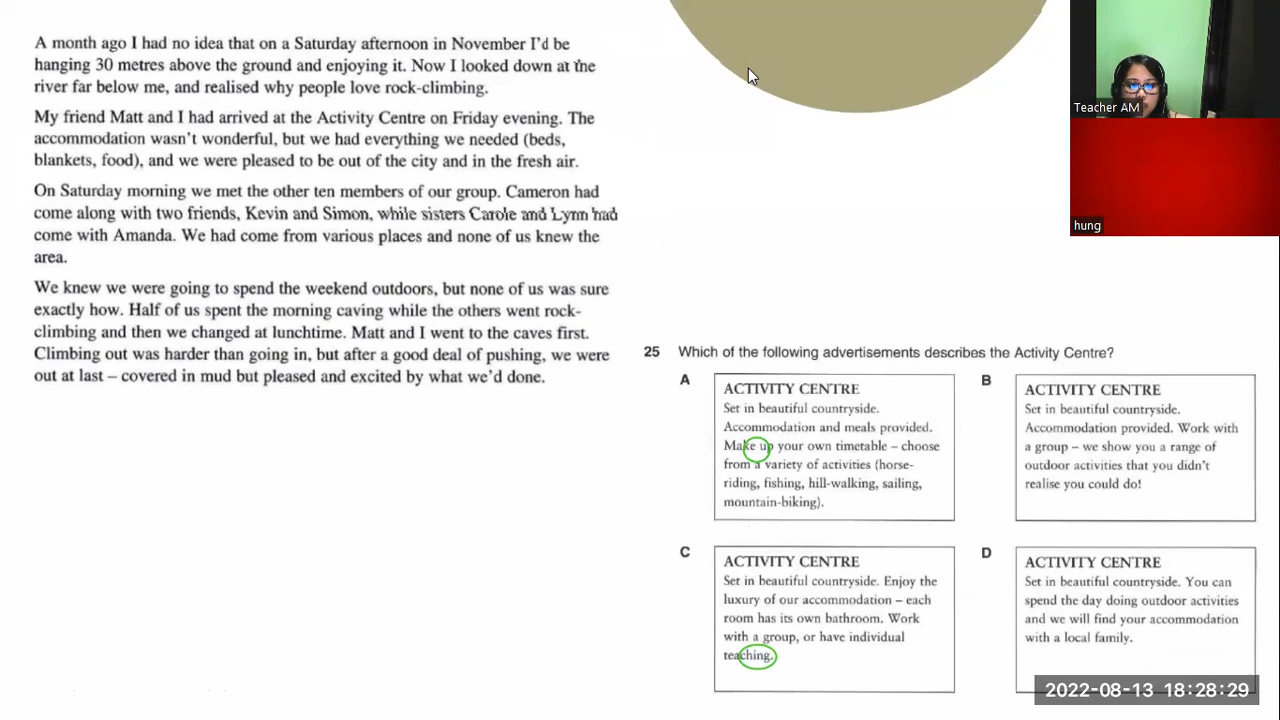 A month ago I had no idea that on a Saturday afternoon in November I'd be
hanging 30 metres above the ground and enjoying it. Now I looked down at the
river far below me, and realised why people love rock-climbing.
My friend Matt and I had arrived at the Activity Centre on Friday evening. The
accommodation wasn't wonderful, but we had everything we needed (beds,
blankets, food), and we were pleased to be out of the city and in the fresh air.
On Saturday morning we met the other ten members of our group. Cameron had
come along with two friends, Kevin and Simon, while sisters Carole and Lynn had
come with Amanda. We had come from various places and none of us knew the
area.
We knew we were going to spend the weekend outdoors, but none of us was sure
exactly how. Half of us spent the morning caving while the others went rock-
climbing and then we changed at lunchtime. Matt and I went to the caves first.
Climbing out was harder than going in, but after a good deal of pushing, we were
out at last – covered in mud but pleased and excited by what we'd done.
Teacher AM
hung
25 Which of the following advertisements describes the Activity Centre?
A
ACTIVITY CENTRE
Set in beautiful countryside.
Accommodation and meals provided.
Make up your own timetable – choose
from a variety of activities (horse-
riding, fishing, hill-walking, sailing,
mountain-biking).
B
ACTIVITY CENTRE
Set in beautiful countryside.
Accommodation provided. Work with
a group – we show you a range of
outdoor activities that you didn't
realise you could do!
C
ACTIVITY CENTRE
Set in beautiful countryside. Enjoy the
luxury of our accommodation – each
room has its own bathroom. Work
with a group, or have individual
teaching.
D
ACTIVITY CENTRE
Set in beautiful countryside. You can
spend the day doing outdoor activities
and we will find your accommodation
with a local family.
2022-08-13 18:28:29